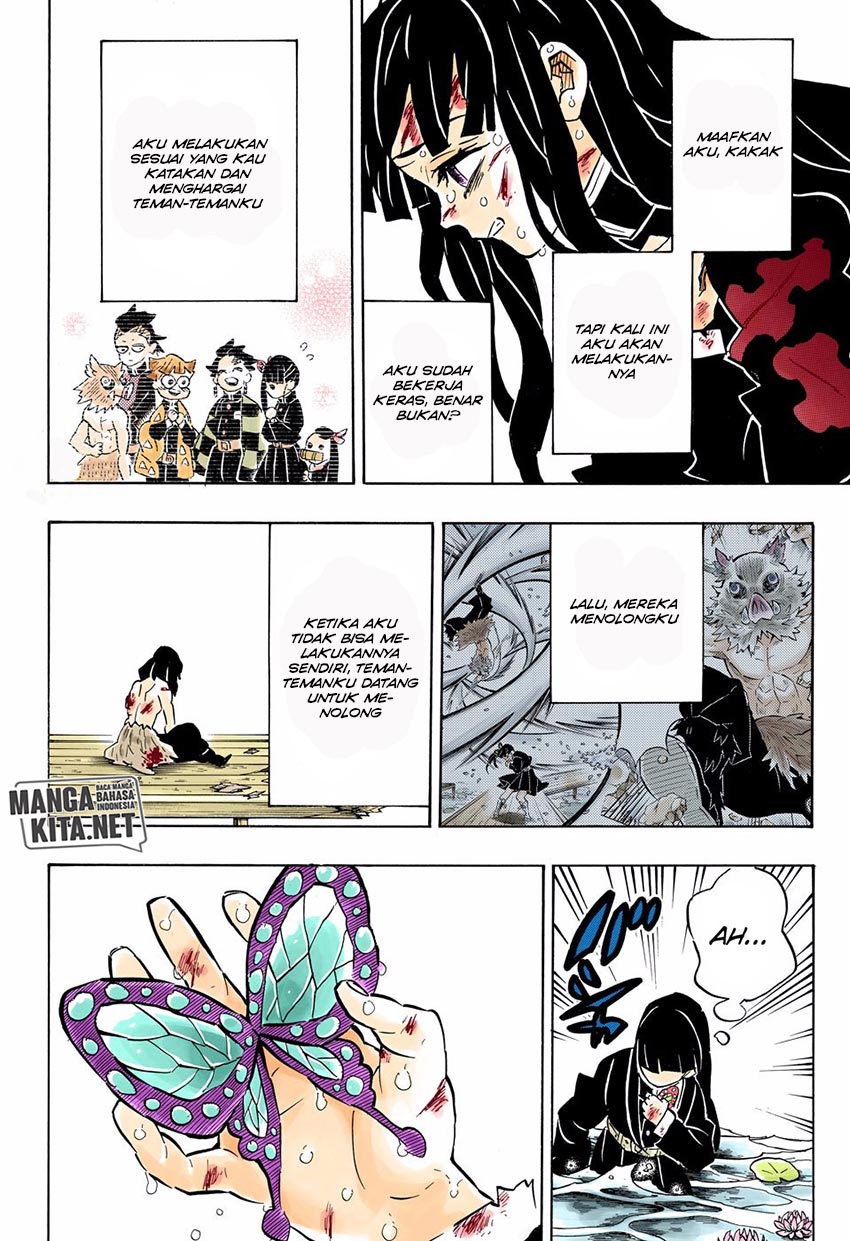 MAAFKAN
AKU, KAKAK
TAPI KALI INI
AKU AKAN
MELAKUKAN-
NYA
AKU SUDAH
BEKERJA
KERAS, BENAR
BUKAN?
AKU MELAKUKAN
SESUAI YANG KAU
KATAKAN DAN
MENGHARGAI
TEMAN-TEMANKU
LALU, MEREKA
MENOLONGKU
KETIKA AKU
TIDAK BISA ME-
LAKUKANNYA
SENDIRI, TEMAN-
TEMANKU DATANG
UNTUK ME-
NOLONG
MANGA
BACA MANGA
BAHASA
INDONESIA!
KITA.NET
AH...